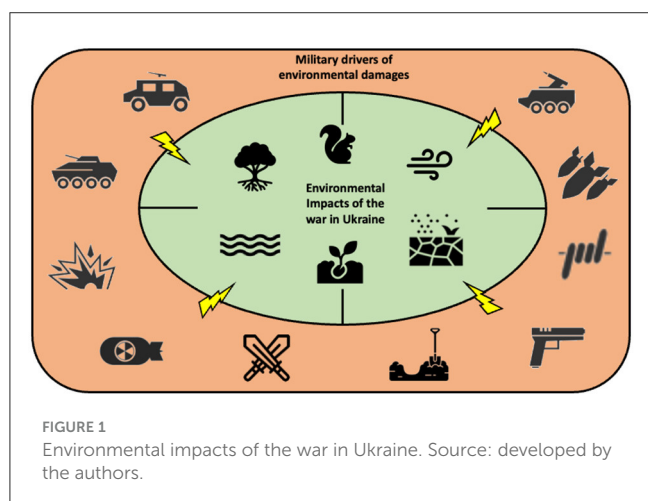 Military drivers of
environmental damages
Environmental
Impacts of the
war in Ukraine
FIGURE 1
Environmental impacts of the war in Ukraine. Source: developed by
the authors.